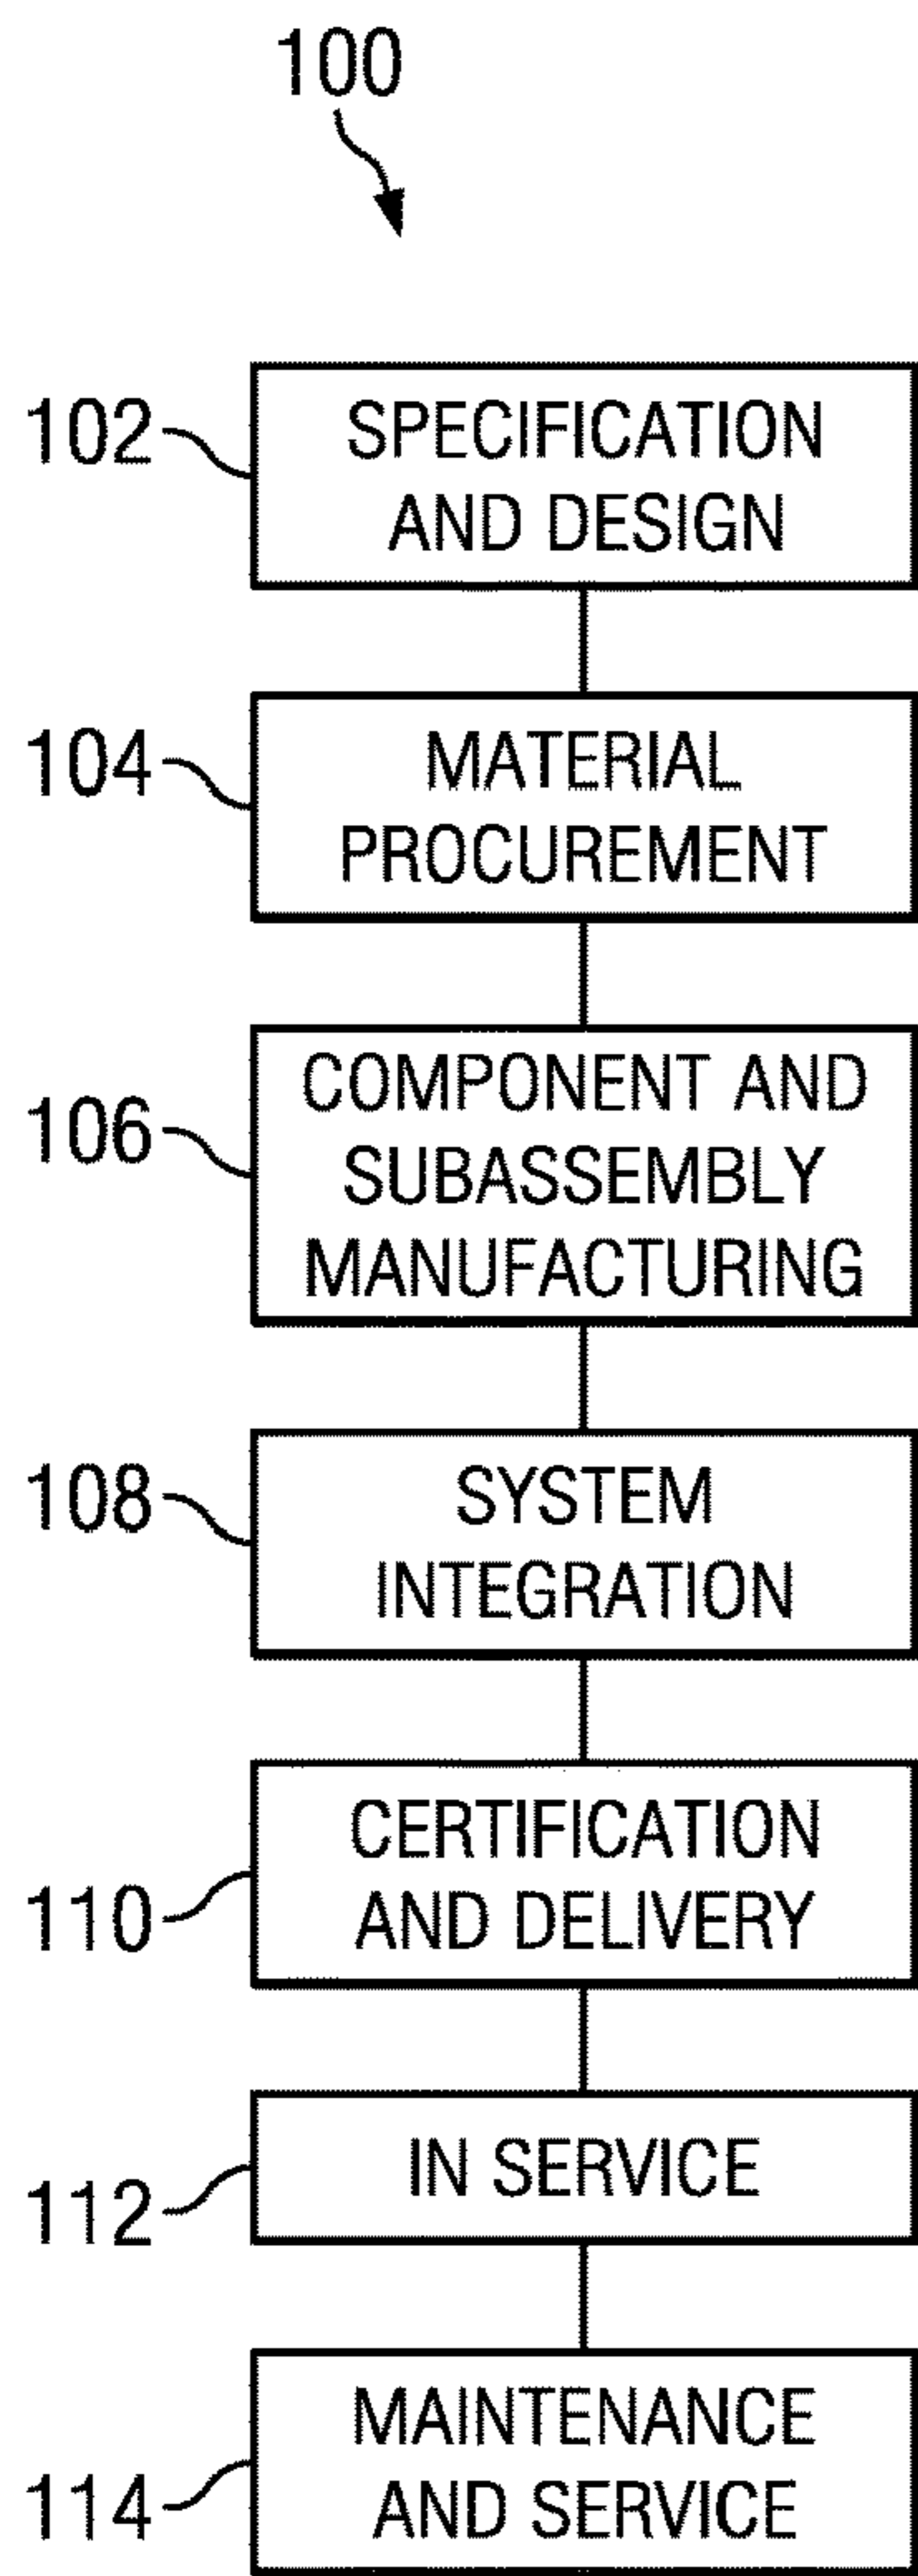 100
102
SPECIFICATION
AND DESIGN
104
MATERIAL
PROCUREMENT
106
COMPONENT AND
SUBASSEMBLY
MANUFACTURING
108
SYSTEM
INTEGRATION
110
CERTIFICATION
AND DELIVERY
112
IN SERVICE
114
MAINTENANCE
AND SERVICE